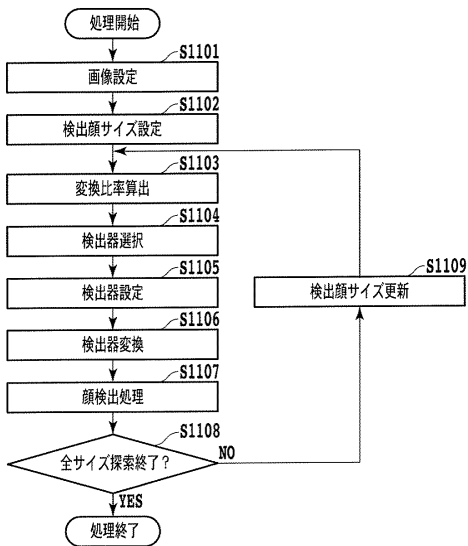 処理開始
S1101
画像設定
S1102
検出顔サイズ設定
S1103
変換比率算出
S1104
検出器選択
S1105
検出器設定
S1109
検出顔サイズ更新
S1106
検出器変換
S1107
顔検出処理
S1108
全サイズ探索終了?
NO
YES
処理終了